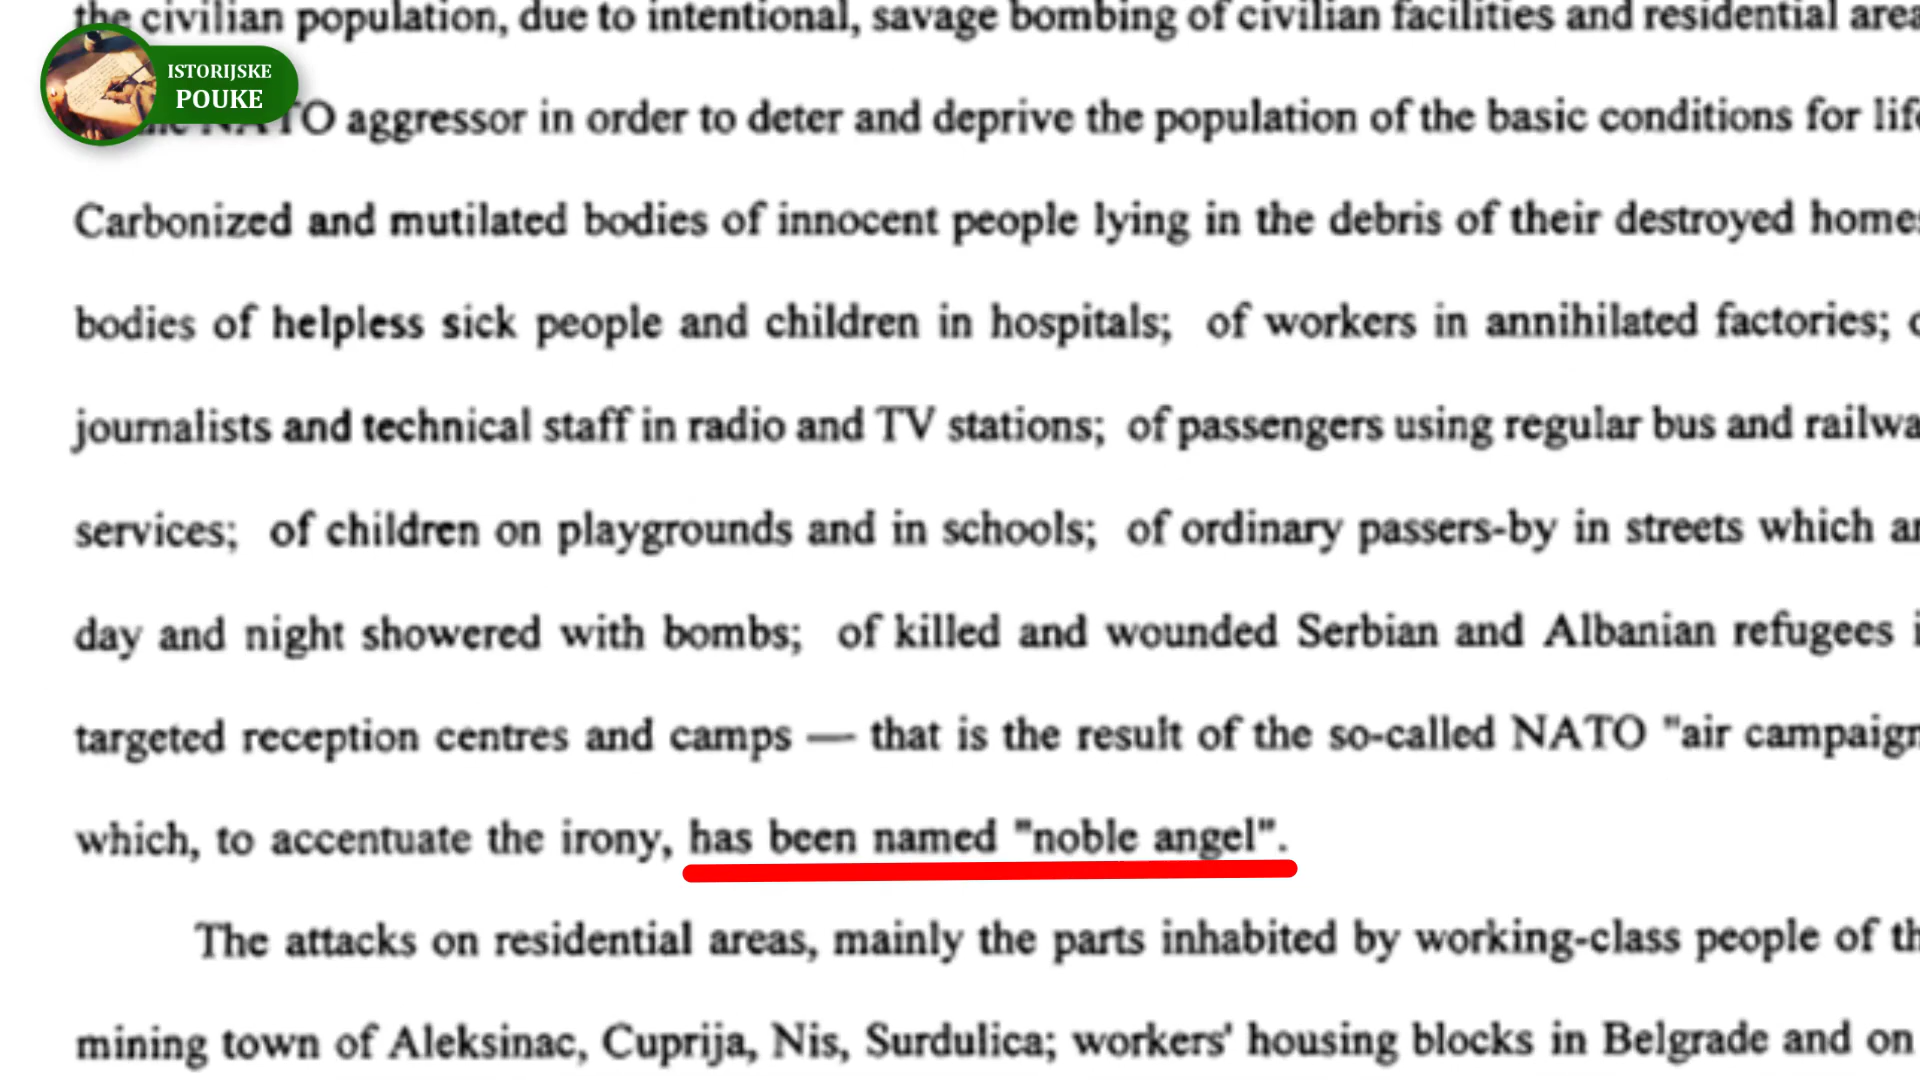 the civilian population, due to intentional, savage bombing of civilian facilities and residential
ISTORIJSKE
POUKE
aggressor in order to deter and deprive the population of the basic conditions for
Carbonized and mutilated bodies of innocent people lying in the debris of their destroyed
bodies of helpless sick people and children in hospitals; of workers in annihilated factories;
journalists and technical staff in radio and TV stations; of passengers using regular bus and
services; of children on playgrounds and in schools; of ordinary passers-by in streets which
day and night showered with bombs; of killed and wounded Serbian and Albanian refugees
targeted reception centres and camps — that is the result of the so-called NATO "air
which, to accentuate the irony, has been named "noble angel".
The attacks on residential areas, mainly the parts inhabited by working-class people of
mining town of Aleksinac, Cuprija, Nis, Surdulica; workers' housing blocks in Belgrade and on